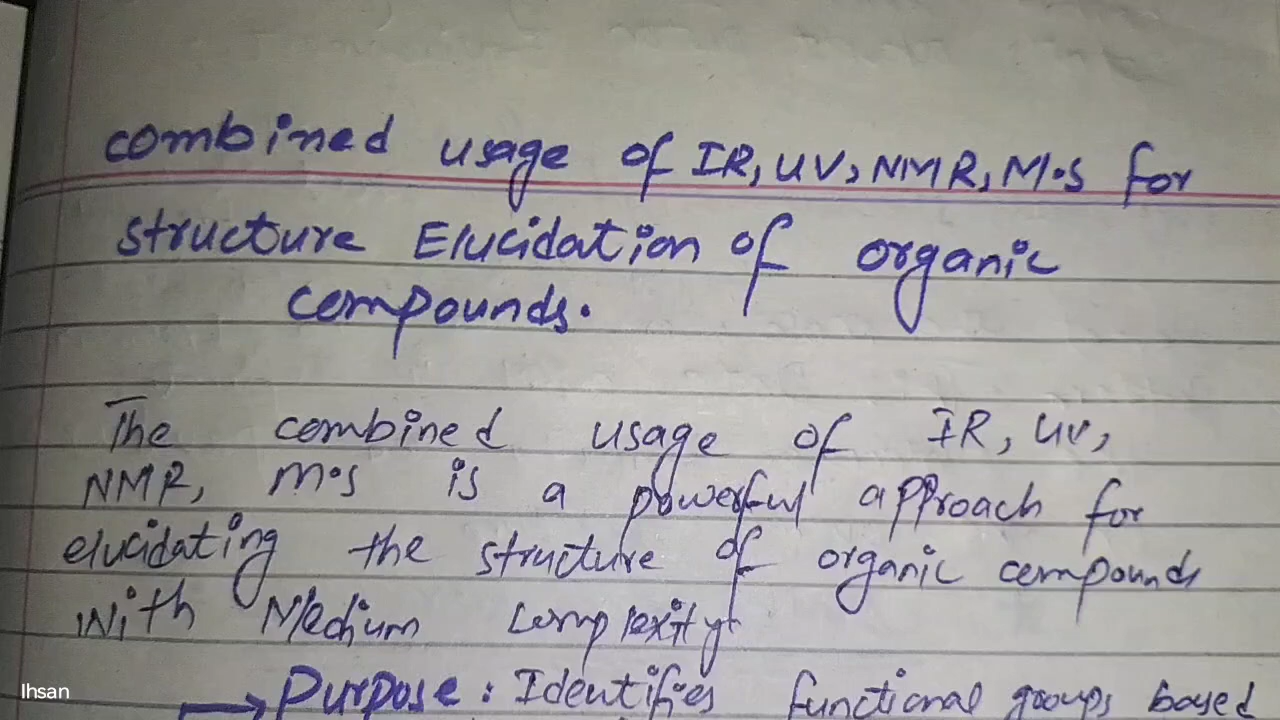 combined usage of IR, UV, NMR, M.S for
structure Elucidation of organic
compounds.
The combined usage of IR, UV,
NMR, M.S is a powerful approach for
elucidating the structure of organic compounds
with Medium complexity
→ Purpose: Identifies functional groups based
Ihsan